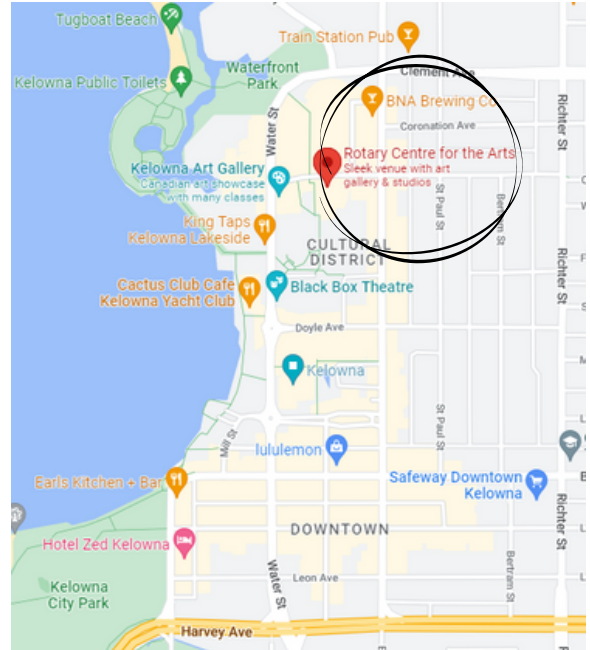 Tugboat Beach
Train Station Pub
Kelowna Public Toilets
Waterfront
Park
Clement Ave
BNA Brewing Co
Richter St
Water St
Coronation Ave
Rotary Centre for the Arts
Sleek venue with art
gallery & studios
Kelowna Art Gallery
Canadian art showcase
with many classes
St Paul St
Bertram St
King Taps
Kelowna Lakeside
CULTURAL
DISTRICT
Richter St
Cactus Club Cafe
Kelowna Yacht Club
Black Box Theatre
Doyle Ave
Kelowna
St Paul St
Mill St
lululemon
Earls Kitchen + Bar
Safeway Downtown
Kelowna
Richter St
DOWNTOWN
Hotel Zed Kelowna
Water St
Leon Ave
Bertram St
Kelowna
City Park
Harvey Ave